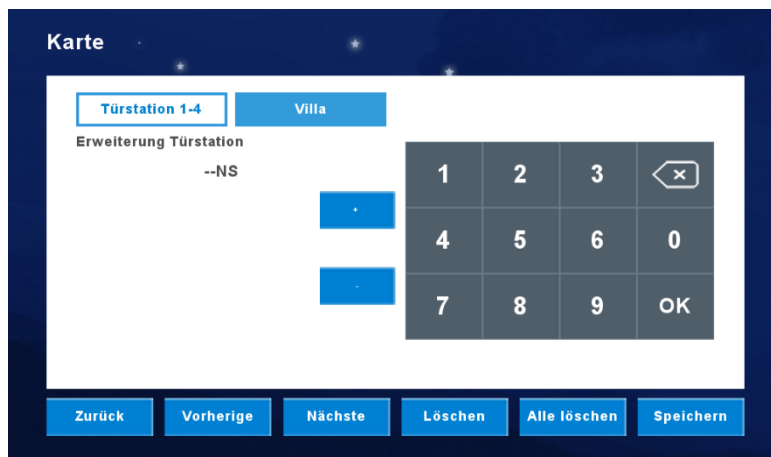 Karte
Türstation 1-4 Villa
Erweiterung Türstation
--NS
+
-
1 2 3
4 5 6 0
7 8 9 OK
Zurück Vorherige Nächste Löschen Alle löschen Speichern